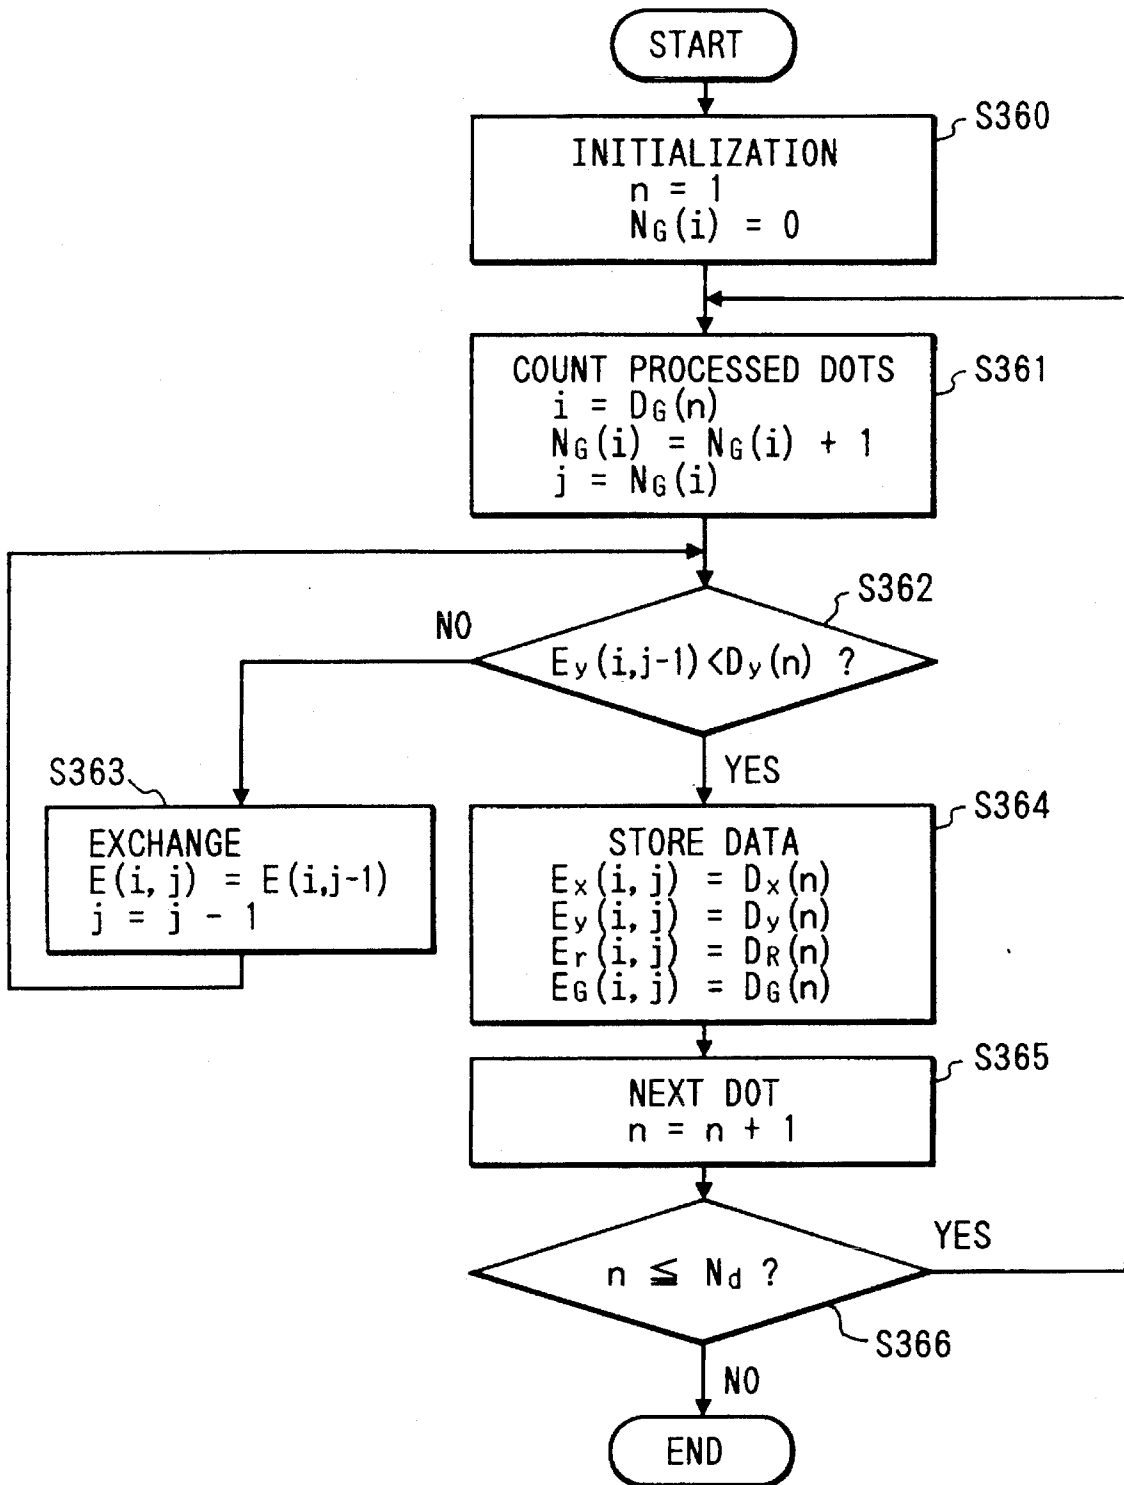 START
S360
INITIALIZATION
n = 1
NG(i) = 0
S361
COUNT PROCESSED DOTS
i = DG(n)
NG(i) = NG(i) + 1
j = NG(i)
S362
NO
Ey(i,j-1)<Dy(n) ?
YES
S363
EXCHANGE
E(i,j) = E(i,j-1)
j = j - 1
S364
STORE DATA
Ex(i,j) = Dx(n)
Ey(i,j) = Dy(n)
Er(i,j) = DR(n)
EG(i,j) = DG(n)
S365
NEXT DOT
n = n + 1
YES
n ≦ Nd ?
S366
NO
END